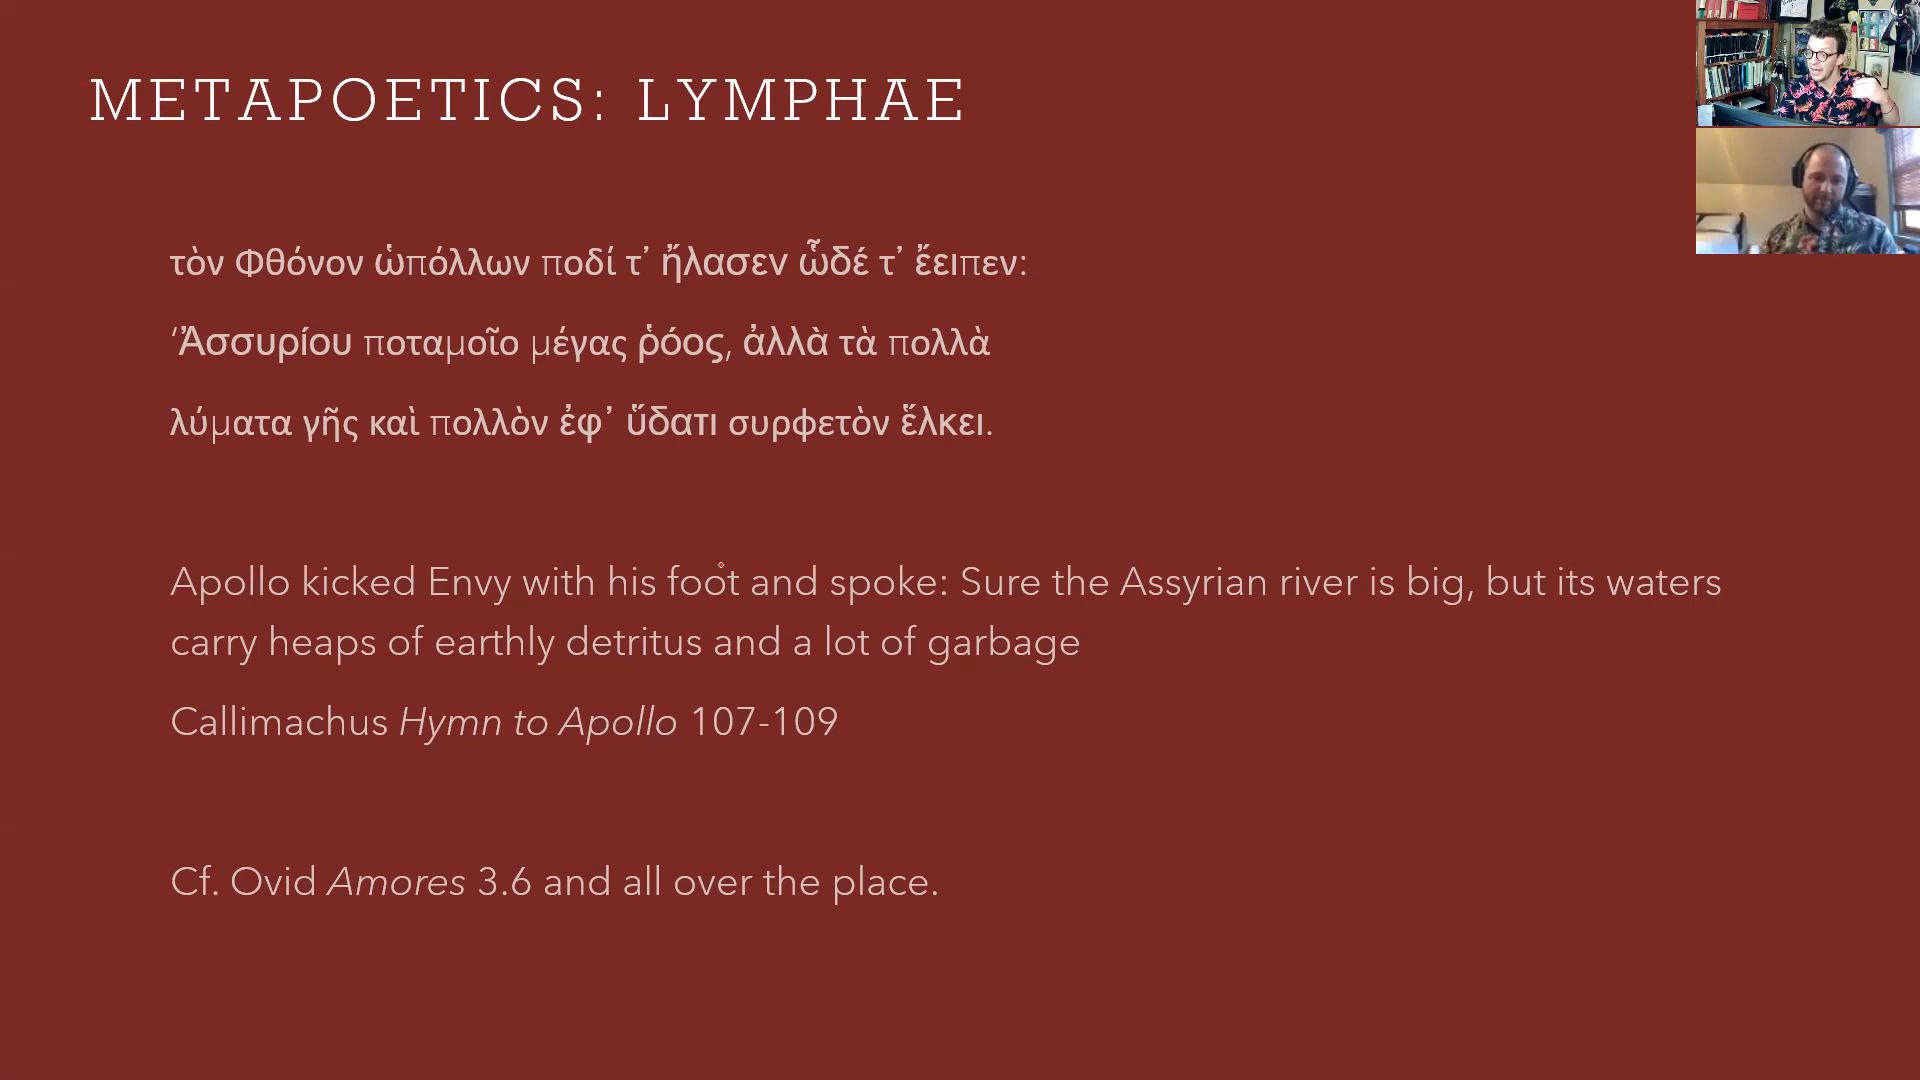 METAPOETICS: LYMPHAE
τὸν Φθόνον ὡπόλλων ποδί τ᾽ ἤλασεν ὧδέ τ᾽ ἔειπεν:
‘Ἀσσυρίου ποταμοῖο μέγας ῥόος, ἀλλὰ τὰ πολλὰ
λύματα γῆς καὶ πολλὸν ἐφ᾽ ὕδατι συρφετὸν ἕλκει.
Apollo kicked Envy with his foot and spoke: Sure the Assyrian river is big, but its waters
carry heaps of earthly detritus and a lot of garbage
Callimachus Hymn to Apollo 107-109
Cf. Ovid Amores 3.6 and all over the place.